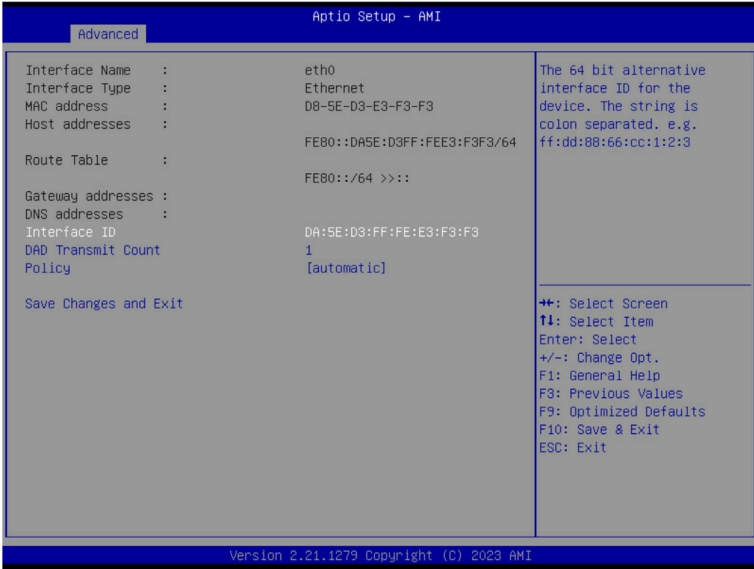 Aptio Setup - AMI
Advanced
Interface Name : eth0
Interface Type : Ethernet
MAC address : D8-5E-D3-E3-F3-F3
Host addresses :
FE80::DA5E:D3FF:FEE3:F3F3/64
Route Table :
FE80::/64 >>::
Gateway addresses :
DNS addresses :
Interface ID DA:5E:D3:FF:FE:E3:F3:F3
DAD Transmit Count 1
Policy [automatic]
Save Changes and Exit
The 64 bit alternative
interface ID for the
device. The string is
colon separated. e.g.
ff:dd:88:66:cc:1:2:3
→←: Select Screen
↑↓: Select Item
Enter: Select
+/-: Change Opt.
F1: General Help
F3: Previous Values
F9: Optimized Defaults
F10: Save & Exit
ESC: Exit
Version 2.21.1279 Copyright (C) 2023 AMI